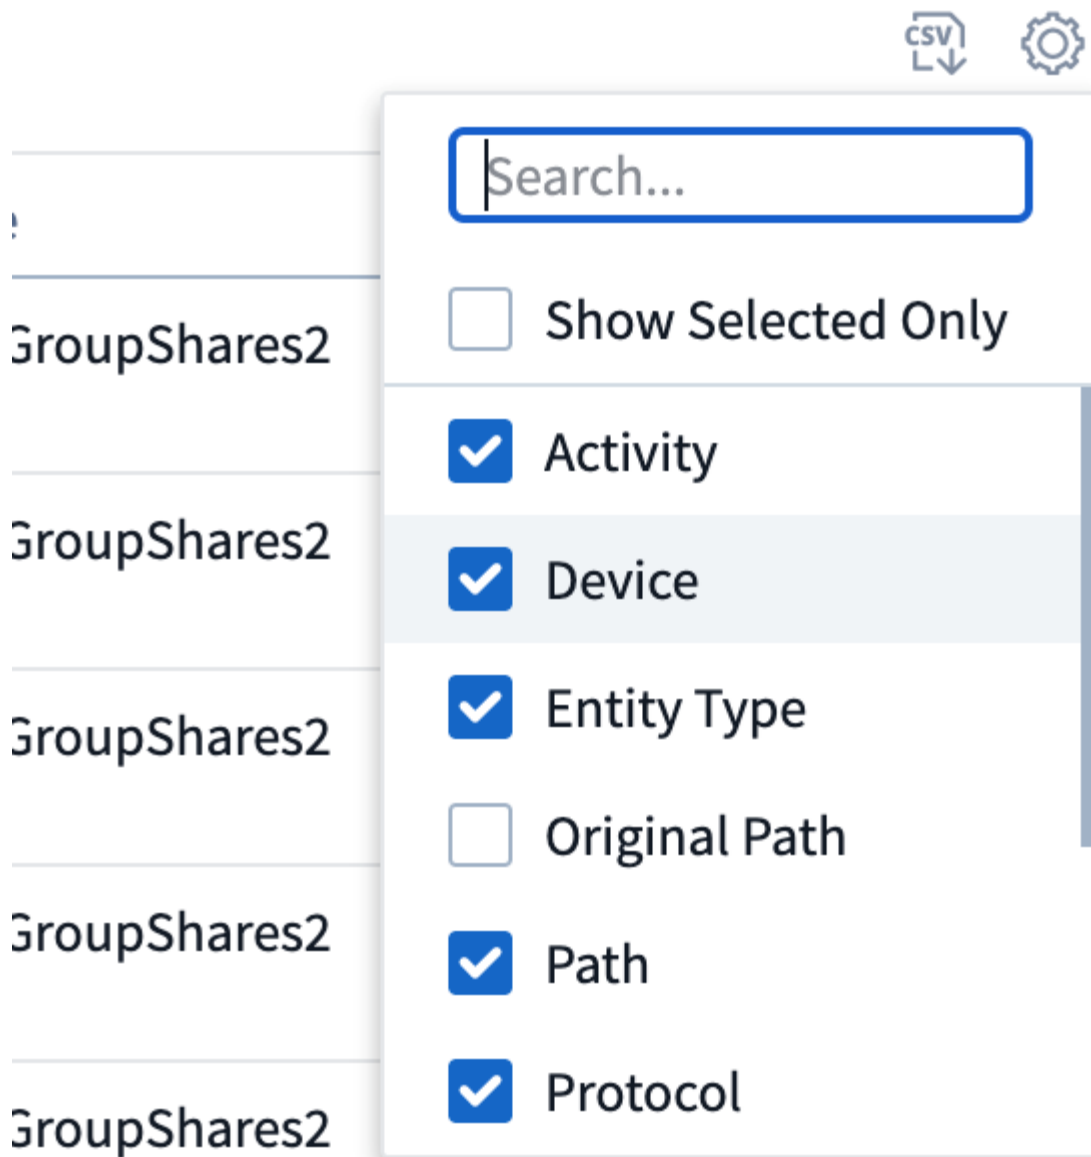 CSV
Search...
Show Selected Only
GroupShares2
Activity
Device
GroupShares2
Entity Type
GroupShares2
Original Path
GroupShares2
Path
Protocol
GroupShares2